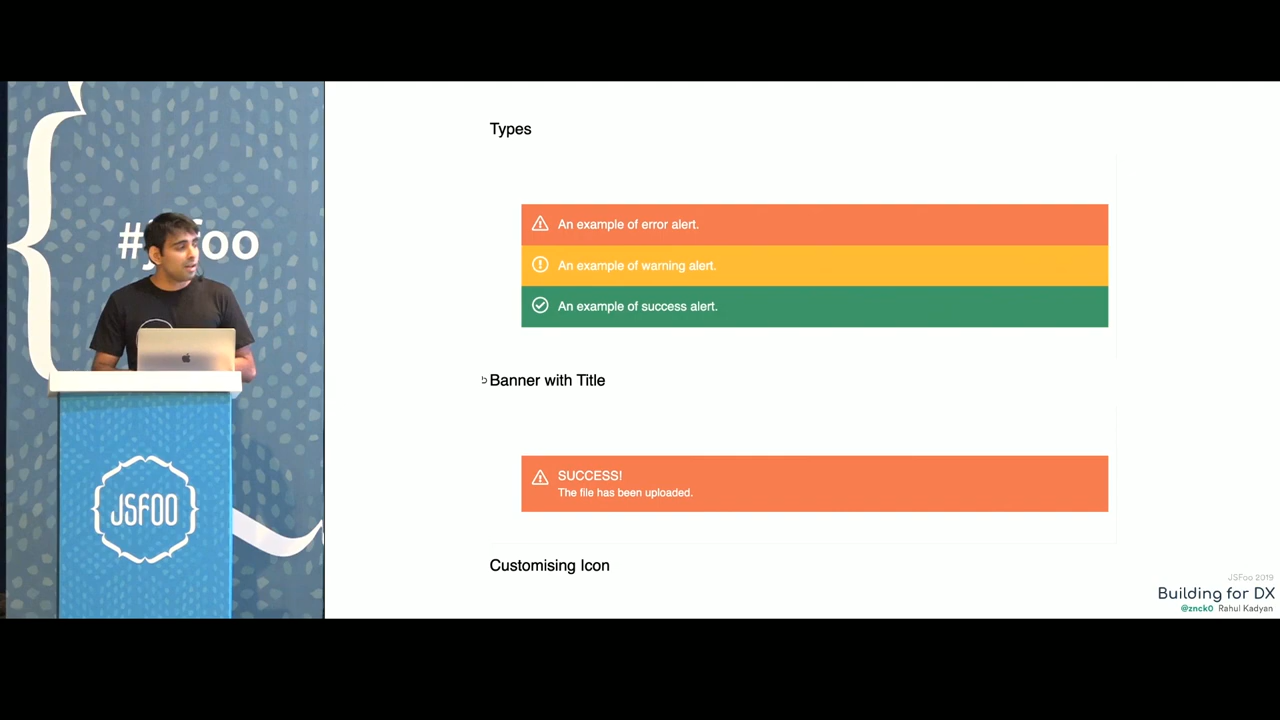 #jsfoo
JSFOO
Types
An example of error alert.
An example of warning alert.
An example of success alert.
Banner with Title
SUCCESS!
The file has been uploaded.
Customising Icon
JSFoo 2019
Building for DX
@znck0 Rahul Kadyan